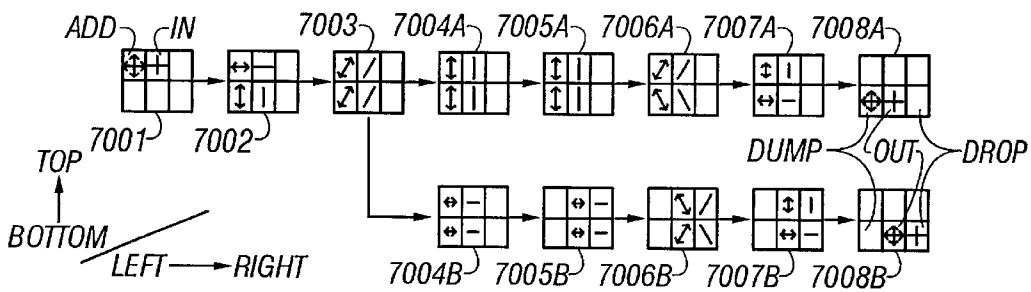 ADD IN 7003 7004A 7005A 7006A 7007A 7008A
7001 7002
DUMP OUT DROP
TOP
BOTTOM
LEFT RIGHT
7004B 7005B 7006B 7007B 7008B